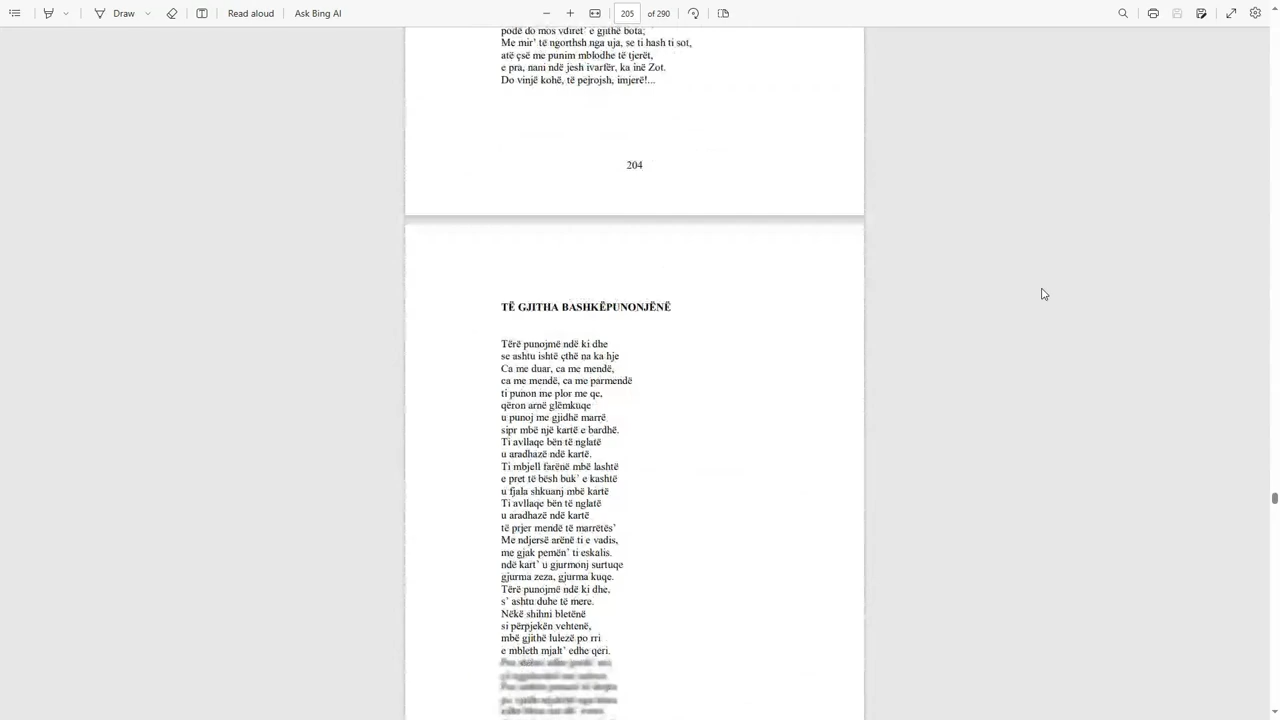 Draw
Read aloud
Ask Bing AI
205 of 290
podë do mos vdiret’ e gjithë bota;
Me mir’ të ngorthsh nga uja, se ti hash ti sot,
atë çsë me punim mblodhe të tjerët,
e pra, nani ndë jesh ivarfër, ka inë Zot.
Do vinjë kohë, të pejrojsh, imjerë!...
204
TË GJITHA BASHKËPUNONJËNË
Tërë punojmë ndë ki dhe
se ashtu ishtë çthë na ka hje
Ca me duar, ca me mendë,
ca me mendë, ca me parmendë
ti punon me plor me qe,
qëron arnë glëmkuqe
u punoj me gjidhë marrë
sipr mbë një kartë e bardhë.
Ti avllaqe bën të nglatë
u aradhazë ndë kartë.
Ti mbjell farënë mbë lashtë
e pret të bësh buk’ e kashtë
u fjala shkuanj mbë kartë
Ti avllaqe bën të nglatë
u aradhazë ndë kartë
të prjer mendë të marrëtës’
Me ndjersë arënë ti e vadis,
me gjak pemën’ ti eskalis.
ndë kart’ u gjurmonj surtuqe
gjurma zeza, gjurma kuqe.
Tërë punojmë ndë ki dhe,
s’ ashtu duhe të mere.
Nëkë shihni bletënë
si përpjekën vehtenë,
mbë gjithë lulezë po rri
e mbleth mjalt’ edhe qeri.